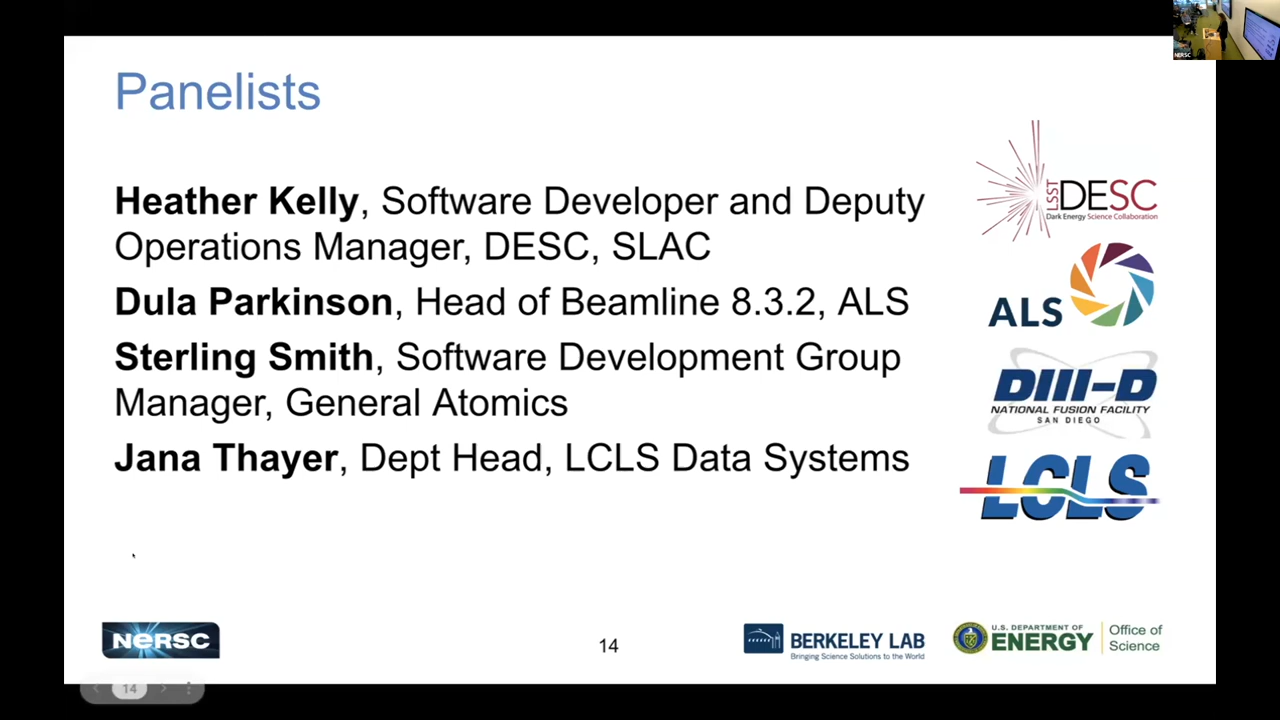 Panelists
Heather Kelly, Software Developer and Deputy
Operations Manager, DESC, SLAC
Dula Parkinson, Head of Beamline 8.3.2, ALS
Sterling Smith, Software Development Group
Manager, General Atomics
Jana Thayer, Dept Head, LCLS Data Systems
LSST DESC
Dark Energy Science Collaboration
ALS
DIII-D
NATIONAL FUSION FACILITY
SAN DIEGO
LCLS
NERSC
14
BERKELEY LAB
Bringing Science Solutions to the World
U.S. DEPARTMENT OF
ENERGY
Office of
Science
14
NERSC